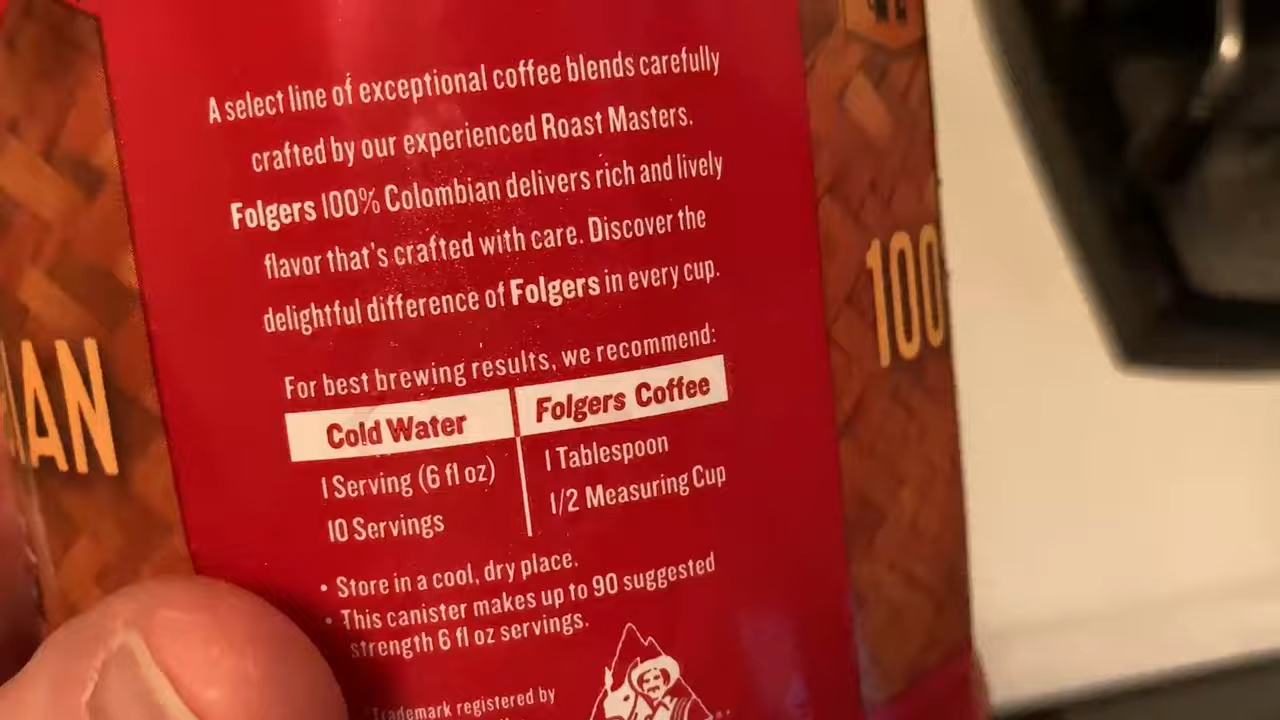 A select line of exceptional coffee blends carefully
crafted by our experienced Roast Masters.
Folgers 100% Colombian delivers rich and lively
flavor that's crafted with care. Discover the
delightful difference of Folgers in every cup.
For best brewing results, we recommend:
Cold Water Folgers Coffee
1 Serving (6 fl oz) 1 Tablespoon
10 Servings 1/2 Measuring Cup
• Store in a cool, dry place.
• This canister makes up to 90 suggested
strength 6 fl oz servings.
Trademark registered by
100